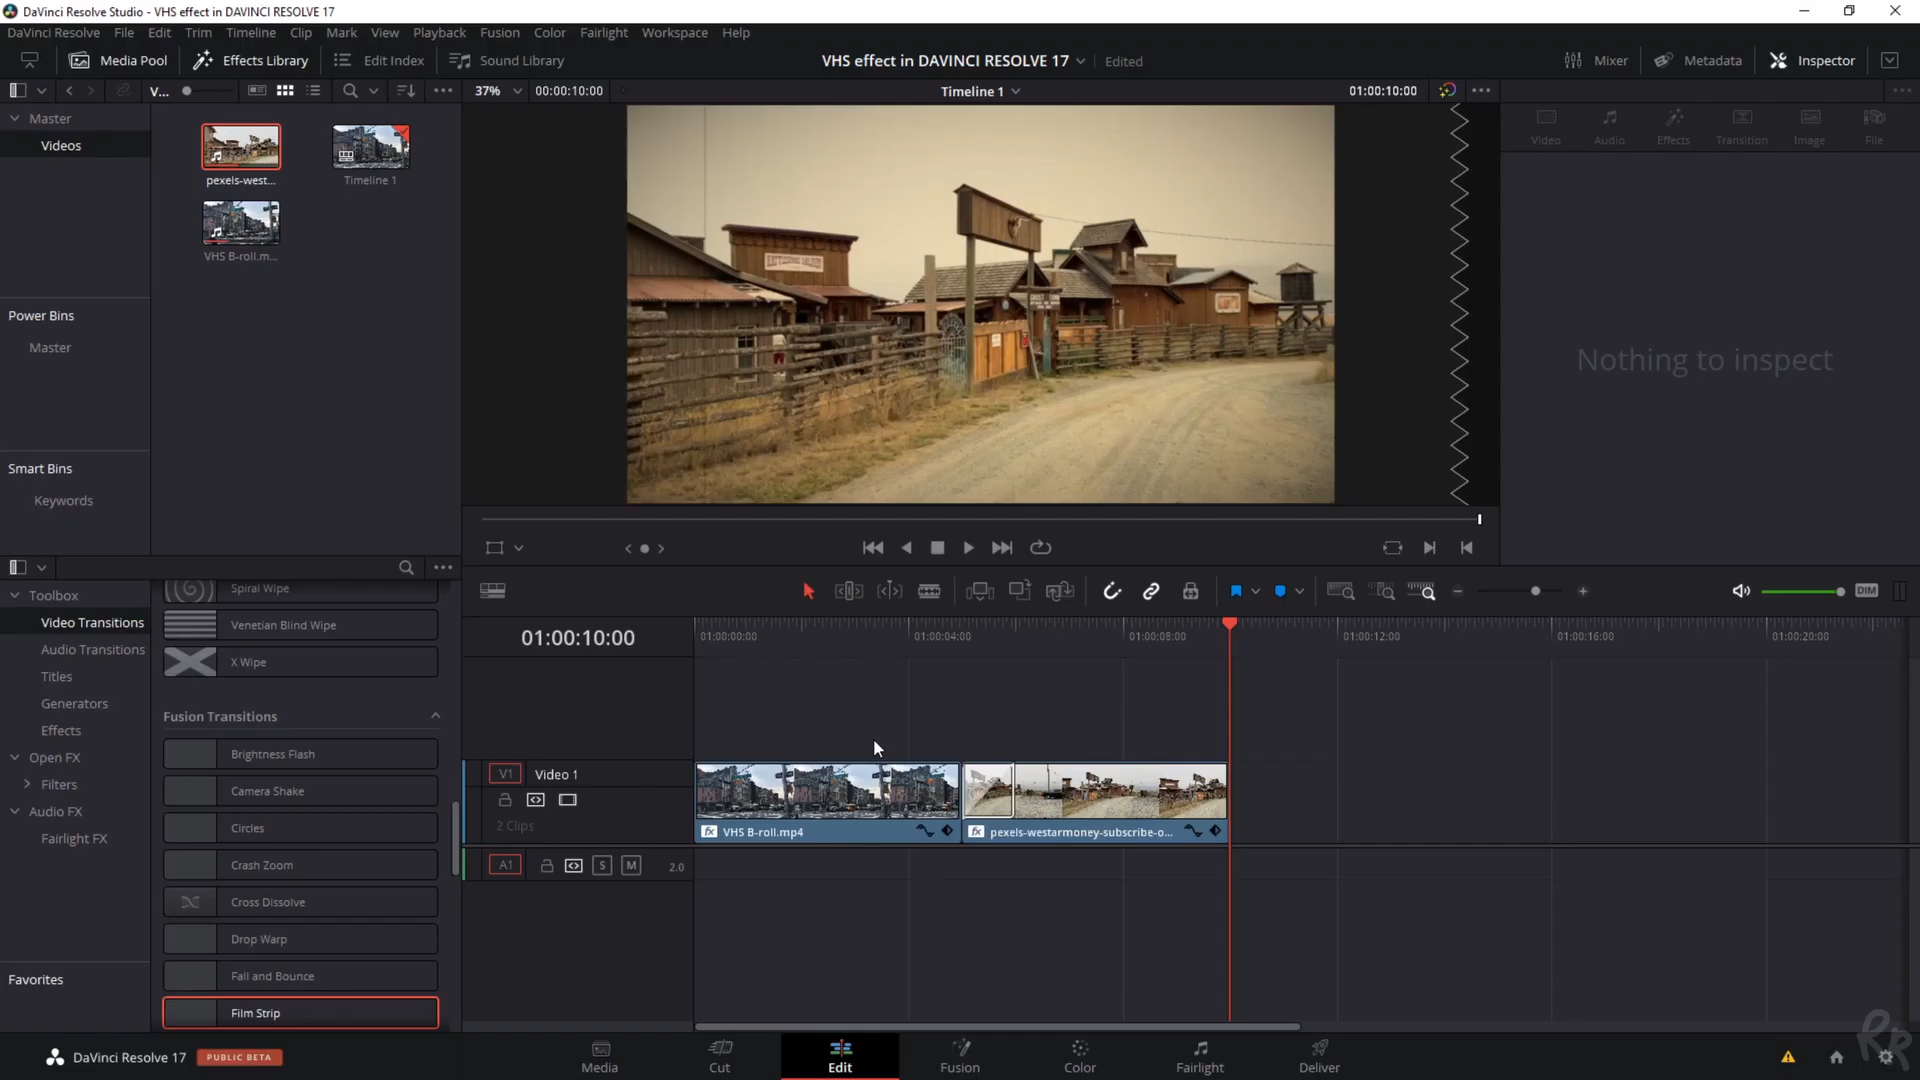 DaVinci Resolve Studio - VHS effect in DAVINCI RESOLVE 17
DaVinci Resolve File Edit Trim Timeline Clip Mark View Playback Fusion Color Fairlight Workspace Help
Media Pool Effects Library Edit Index Sound Library VHS effect in DAVINCI RESOLVE 17 Edited Mixer Metadata Inspector
V... 37% 00:00:10:00 Timeline 1 01:00:10:00
Master
Videos
pexels-west...
Timeline 1
VHS B-roll.m...
Video Audio Effects Transition Image File
Nothing to inspect
Power Bins
Master
Smart Bins
Keywords
DIM
Toolbox
Video Transitions
Audio Transitions
Titles
Generators
Effects
Open FX
Filters
Audio FX
Fairlight FX
Favorites
Spiral Wipe
Venetian Blind Wipe
X Wipe
Fusion Transitions
Brightness Flash
Camera Shake
Circles
Crash Zoom
Cross Dissolve
Drop Warp
Fall and Bounce
Film Strip
01:00:10:00
01:00:00:00 01:00:04:00 01:00:08:00 01:00:12:00 01:00:16:00 01:00:20:00
V1 Video 1
2 Clips
VHS B-roll.mp4 pexels-westarmoney-subscribe-o...
A1 S M 2.0
DaVinci Resolve 17 PUBLIC BETA
Media Cut Edit Fusion Color Fairlight Deliver
RR